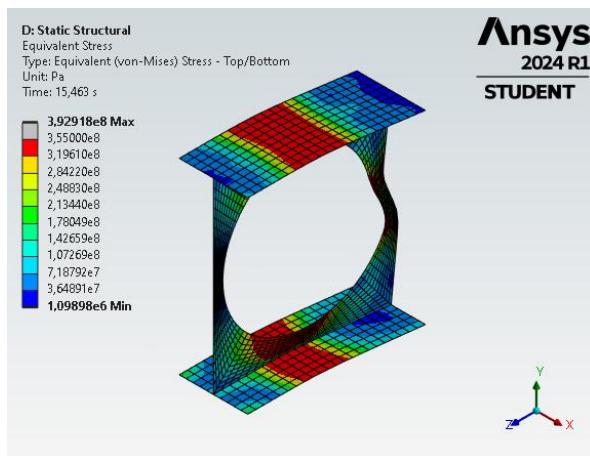 D: Static Structural
Equivalent Stress
Type: Equivalent (von-Mises) Stress - Top/Bottom
Unit: Pa
Time: 15,463 s
3,92918e8 Max
3,55000e8
3,19610e8
2,84220e8
2,48830e8
2,13440e8
1,78049e8
1,42659e8
1,07269e8
7,18792e7
3,64891e7
1,09898e6 Min
Ansys
2024 R1
STUDENT
Y
Z
X